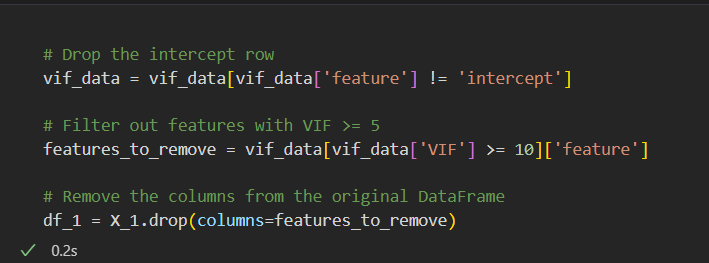 # Drop the intercept row
vif_data = vif_data[vif_data['feature'] != 'intercept']
# Filter out features with VIF >= 5
features_to_remove = vif_data[vif_data['VIF'] >= 10]['feature']
# Remove the columns from the original DataFrame
df_1 = X_1.drop(columns=features_to_remove)
0.2s